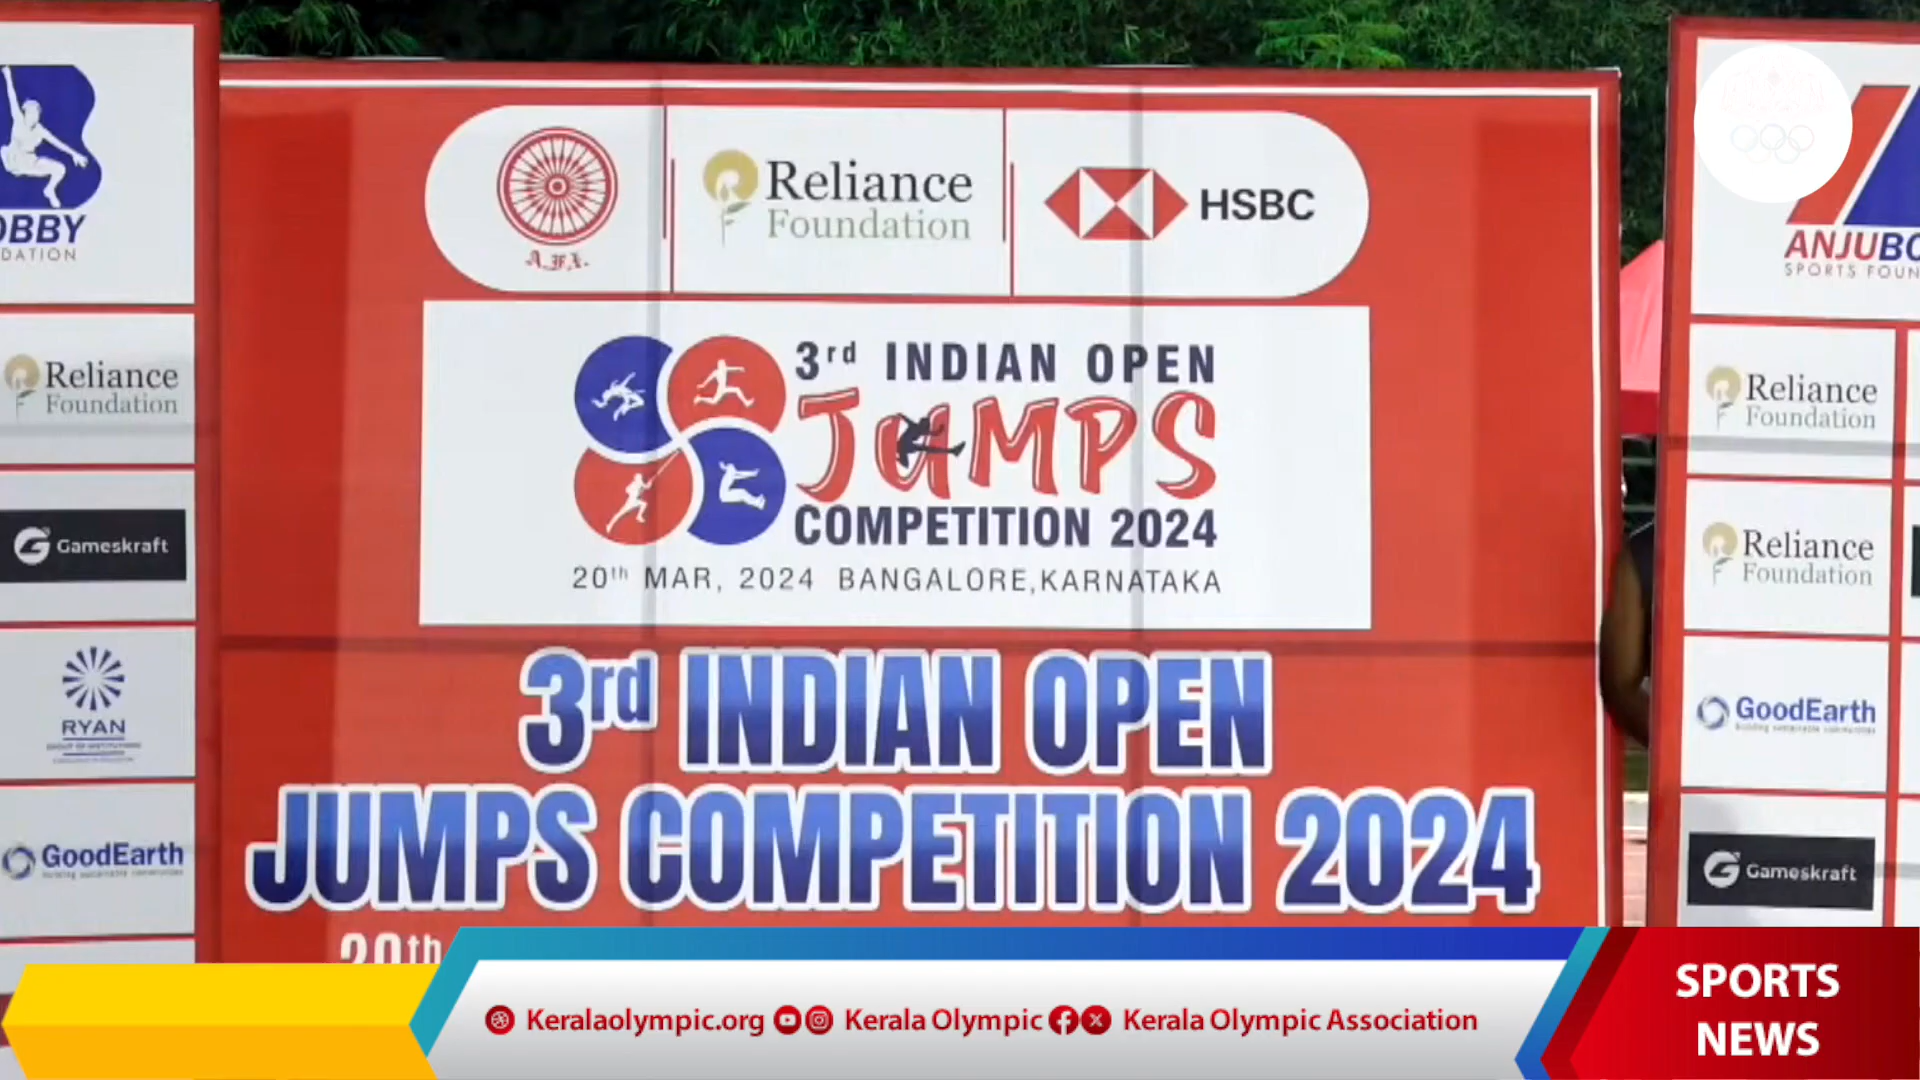 OBBY
DATION
Reliance
Foundation
Gameskraft
RYAN
GoodEarth
A.F.I.
Reliance
Foundation
HSBC
3rd INDIAN OPEN
JUMPS
COMPETITION 2024
20th MAR, 2024 BANGALORE, KARNATAKA
3rd INDIAN OPEN
JUMPS COMPETITION 2024
20th
ANJUBO
SPORTS FOUN
Reliance
Foundation
Reliance
Foundation
GoodEarth
Gameskraft
Keralaolympic.org Kerala Olympic Kerala Olympic Association
SPORTS
NEWS